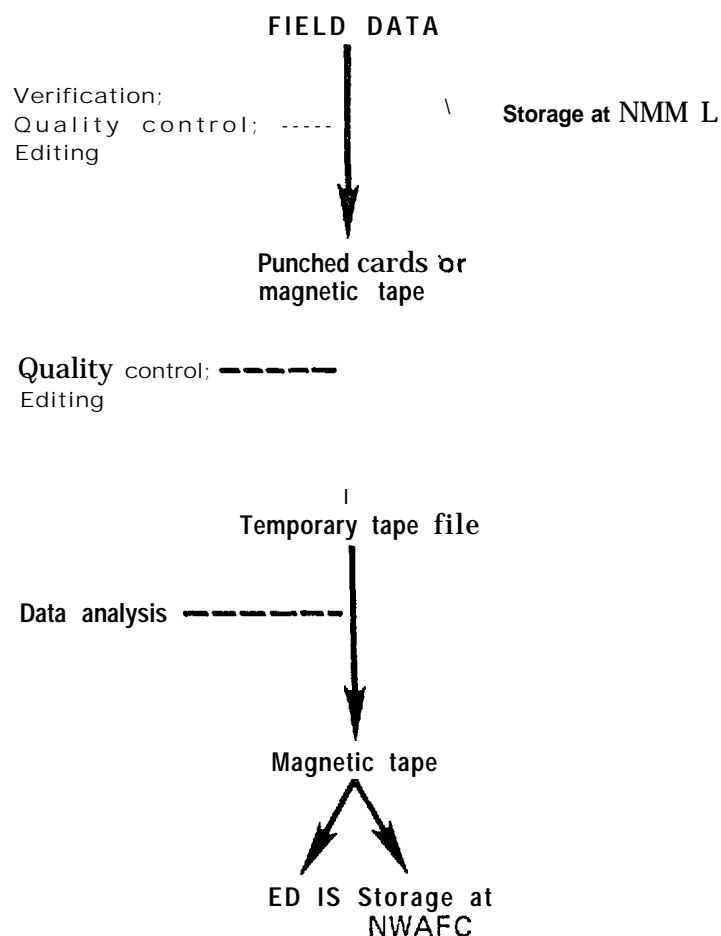 FIELD DATA
Verification;
Quality control;
Editing
Storage at NMM L
Punched cards or
magnetic tape
Quality control;
Editing
Temporary tape file
Data analysis
Magnetic tape
ED IS Storage at
NWAFC